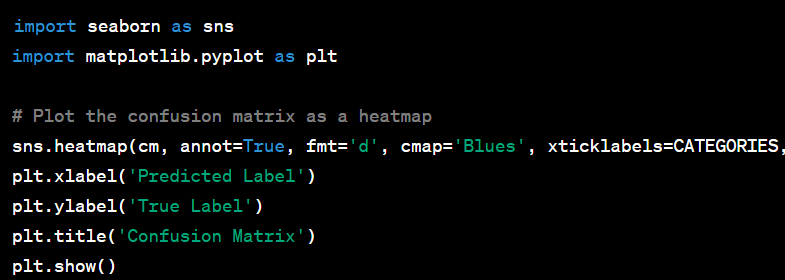 import seaborn as sns
import matplotlib.pyplot as plt
# Plot the confusion matrix as a heatmap
sns.heatmap(cm, annot=True, fmt='d', cmap='Blues', xticklabels=CATEGORIES,
plt.xlabel('Predicted Label')
plt.ylabel('True Label')
plt.title('Confusion Matrix')
plt.show()